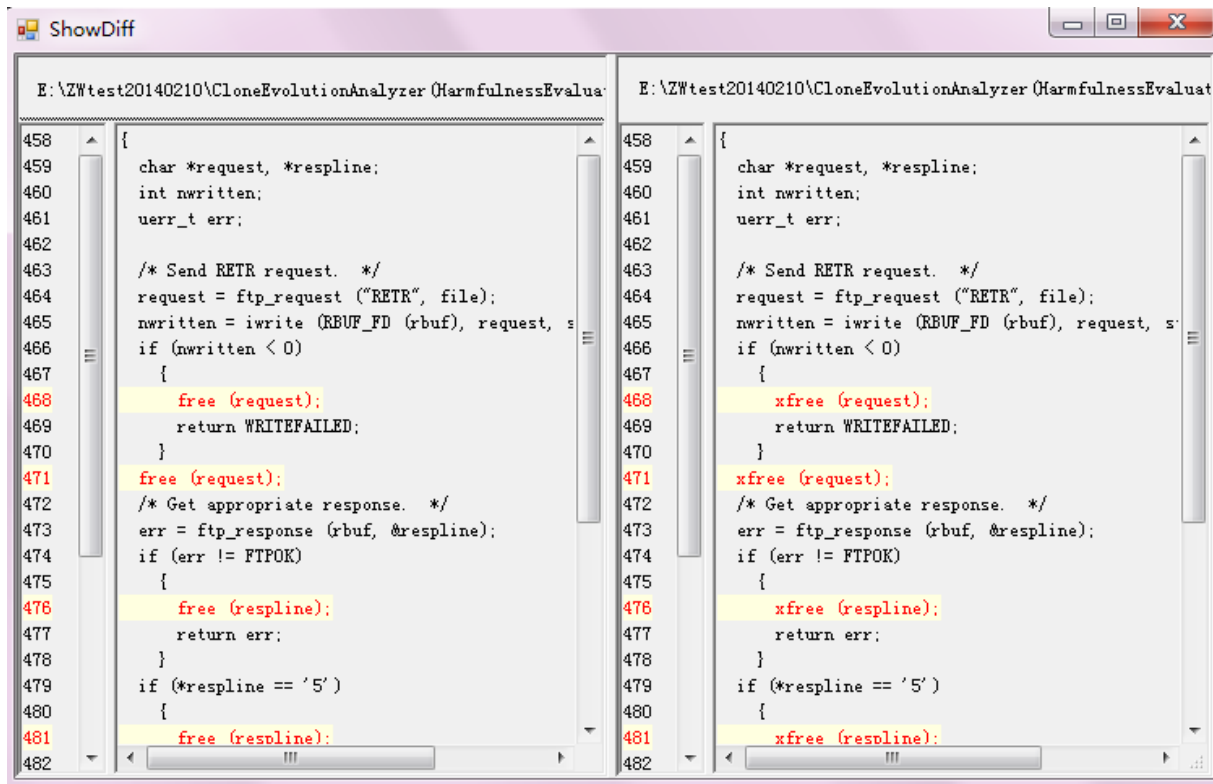 ShowDiff
E:\ZWtest20140210\CloneEvolutionAnalyzer(HarmfulnessEvalua
458 {
459 char *request, *respline;
460 int nwritten;
461 uerr_t err;
462
463 /* Send RETR request.  */
464 request = ftp_request ("RETR", file);
465 nwritten = iwrite (RBUF_FD (rbuf), request, s
466 if (nwritten < 0)
467 {
468 free (request);
469 return WRITEFAILED;
470 }
471 free (request);
472 /* Get appropriate response.  */
473 err = ftp_response (rbuf, &respline);
474 if (err != FTPOK)
475 {
476 free (respline);
477 return err;
478 }
479 if (*respline == '5')
480 {
481 free (respline);
482
E:\ZWtest20140210\CloneEvolutionAnalyzer(HarmfulnessEvaluat
458 {
459 char *request, *respline;
460 int nwritten;
461 uerr_t err;
462
463 /* Send RETR request.  */
464 request = ftp_request ("RETR", file);
465 nwritten = iwrite (RBUF_FD (rbuf), request, s
466 if (nwritten < 0)
467 {
468 xfree (request);
469 return WRITEFAILED;
470 }
471 xfree (request);
472 /* Get appropriate response.  */
473 err = ftp_response (rbuf, &respline);
474 if (err != FTPOK)
475 {
476 xfree (respline);
477 return err;
478 }
479 if (*respline == '5')
480 {
481 xfree (respline);
482